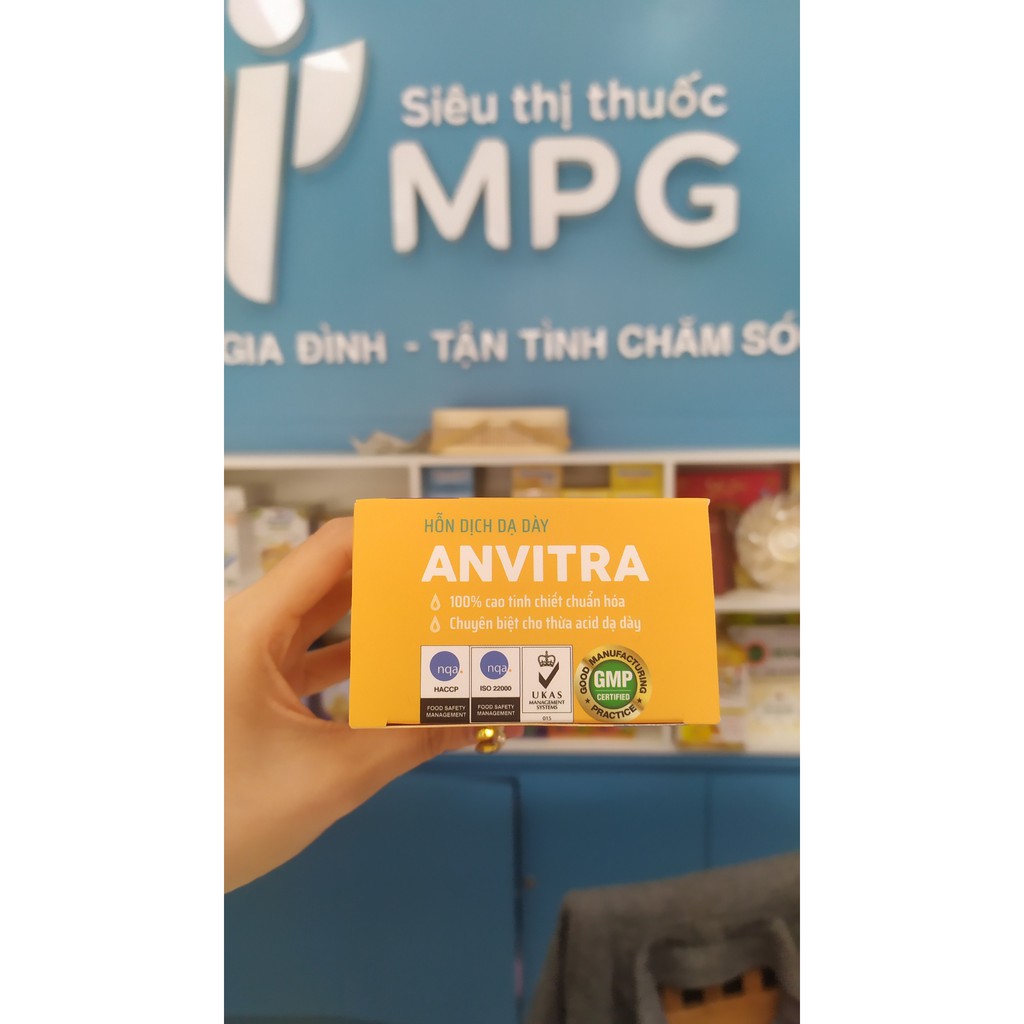 Siêu thị thuốc
MPG
GIA ĐÌNH - TẬN TÌNH CHĂM SÓ
HỖN DỊCH DẠ DÀY
ANVITRA
100% cao tinh chiết chuẩn hóa
Chuyên biệt cho thừa acid dạ dày
nqa.
HACCP
FOOD SAFETY
MANAGEMENT
nqa.
ISO 22000
FOOD SAFETY
MANAGEMENT
UKAS
MANAGEMENT
SYSTEMS
015
GOOD MANUFACTURING
GMP
CERTIFIED
PRACTICE